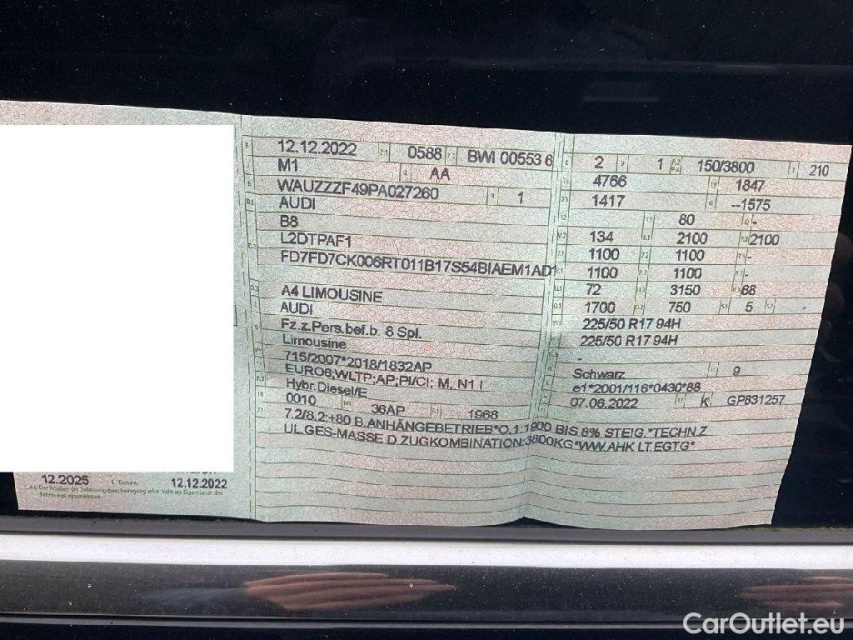 12.12.2022 0588 BWI 00553 6
M1 AA
WAUZZZF49PA027260 1
AUDI
B8
L2DTPAF1
FD7FD7CK006RT011B17S54BIAEM1AD1
A4 LIMOUSINE
AUDI
Fz.z.Pers.bef.b. 8 Spl.
Limousine
715/2007*2018/1832AP
EURO6;WLTP;AP;PI/CI; M, N1 I
Hybr.Diesel/E
0010 36AP 1968
7.2/8.2:+80 B.ANHÄNGEBETRIEB*O.1:1900 BIS 8% STEIG.*TECHN.Z
UL.GES-MASSE D.ZUGKOMBINATION:3800KG*WW.AHK LT.EGTG*
2 1 150/3800 210
4766 1847
1417 --1575
80 -
134 2100 2100
1100 1100 -
1100 1100 -
72 3150 68
1700 750 5 -
225/50 R17 94H
225/50 R17 94H
-
Schwarz 9
e1*2001/116*0430*88
07.06.2022 K GP831257
12.2025 12.12.2022
CarOutlet.eu